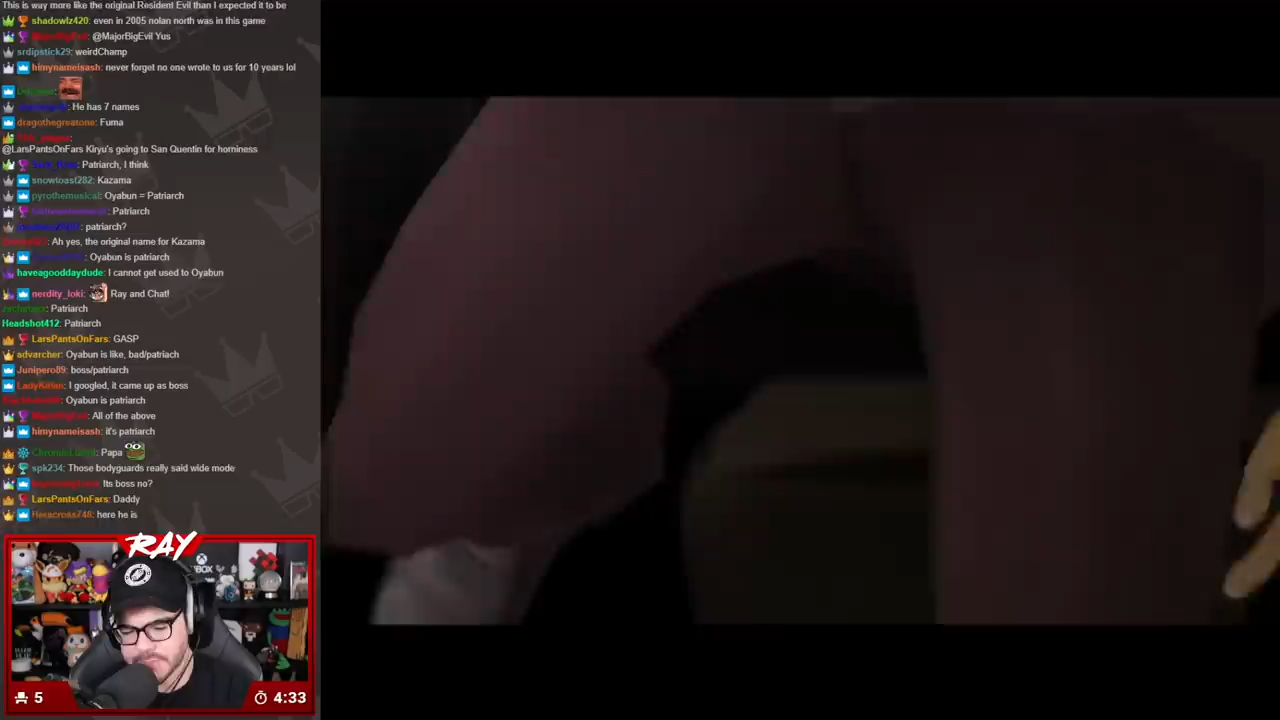 This is way more like the original Resident Evil than I expected it to be
shadowlz420: even in 2005 nolan north was in this game
MajorBigEvil: @MajorBigEvil Yus
srdipstick29: weirdChamp
himynameisash: never forget no one wrote to us for 10 years lol
He has 7 names
dragothegreatone: Fuma
@LarsPantsOnFars Kiryu's going to San Quentin for horniness
Patriarch, I think
snowtoast282: Kazama
pyrothemusical: Oyabun = Patriarch
Patriarch
patriarch?
Ah yes, the original name for Kazama
Oyabun is patriarch
haveagooddaydude: I cannot get used to Oyabun
nerdity_loki: Ray and Chat!
Patriarch
Headshot412: Patriarch
LarsPantsOnFars: GASP
advarcher: Oyabun is like, bad/patriach
Junipero89: boss/patriarch
LadyKitten: I googled, it came up as boss
Oyabun is patriarch
MajorBigEvil: All of the above
himynameisash: it's patriarch
Papa
spk234: Those bodyguards really said wide mode
Its boss no?
LarsPantsOnFars: Daddy
Heracross748: here he is
RAY
XBOX
5
4:33